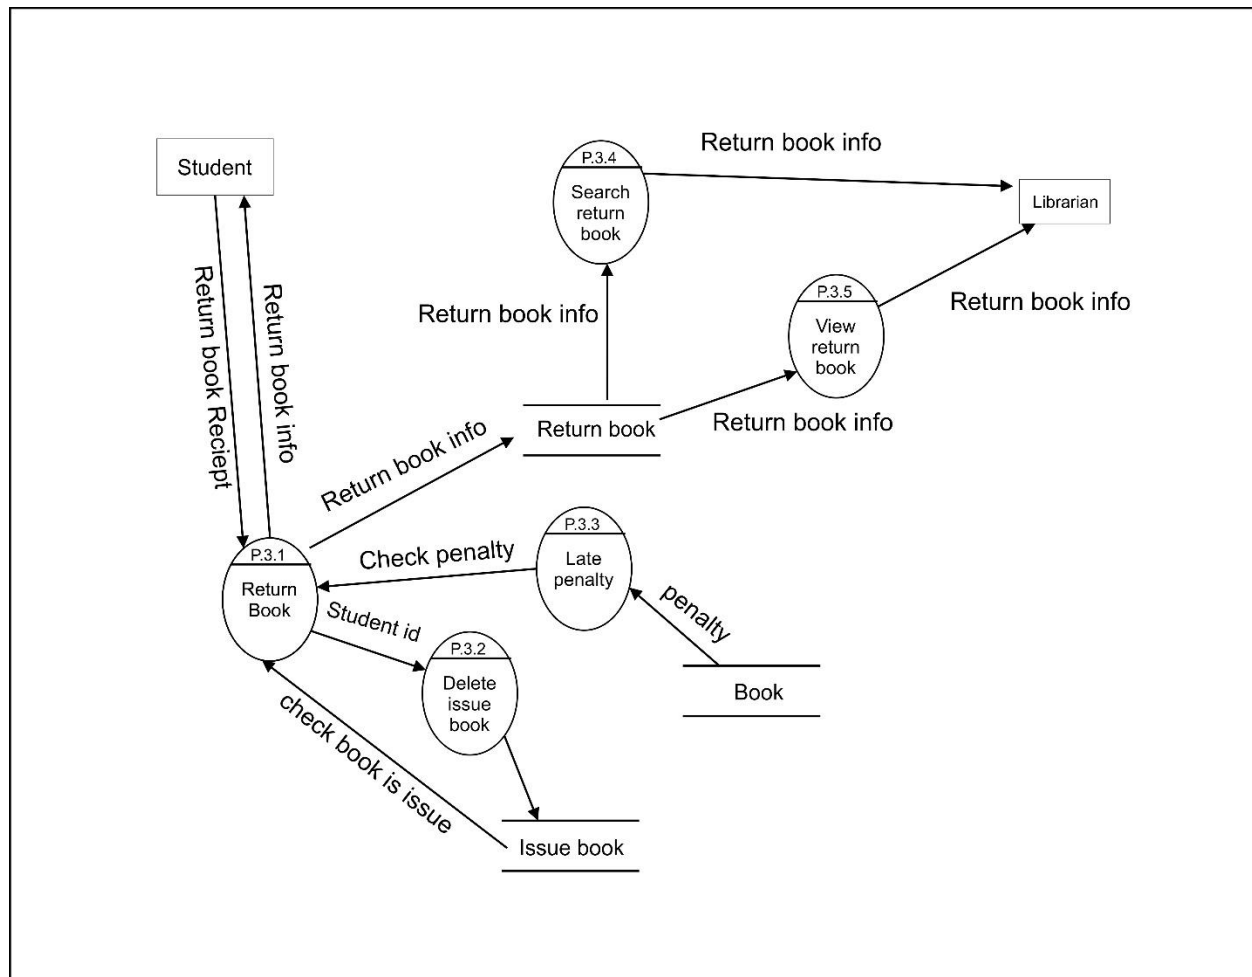 Student
Return book Reciept
Return book info
P.3.4
Search
return
book
Return book info
Librarian
Return book info
P.3.5
View
return
book
Return book info
Return book
Return book info
Return book info
P.3.1
Return
Book
Check penalty
P.3.3
Late
penalty
penalty
Book
Student id
P.3.2
Delete
issue
book
check book is issue
Issue book